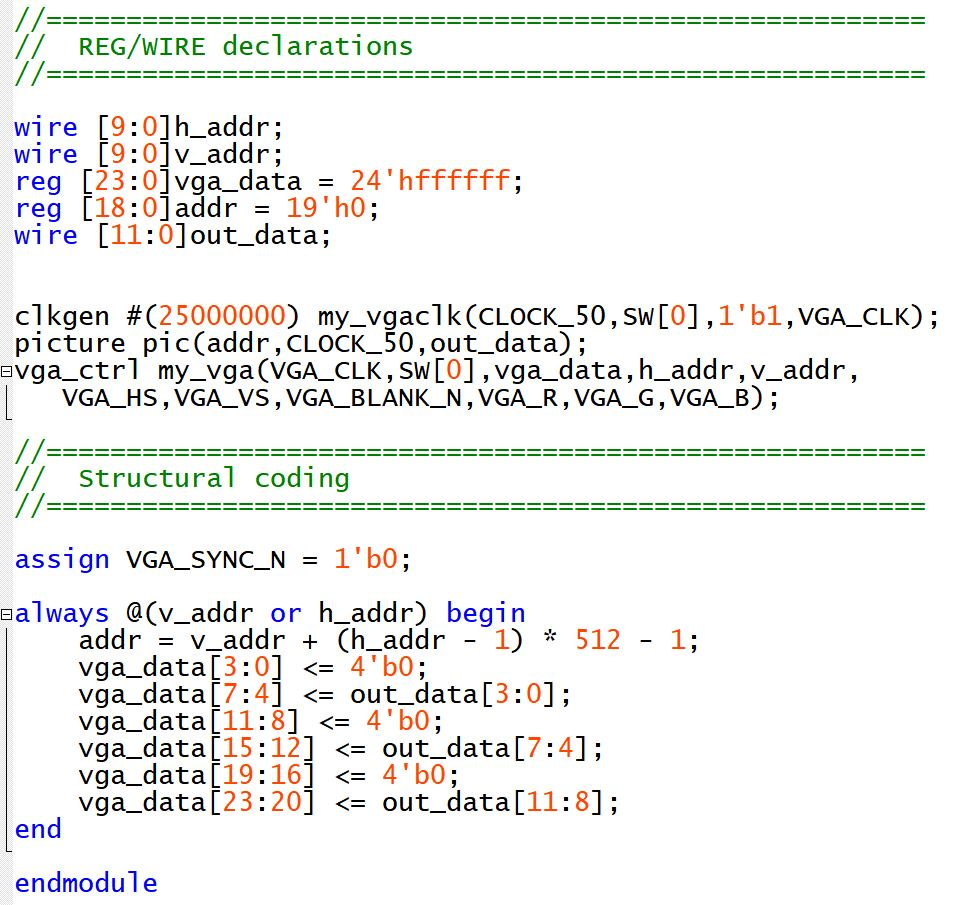 //=======================================================
//  REG/WIRE declarations
//=======================================================
wire [9:0]h_addr;
wire [9:0]v_addr;
reg [23:0]vga_data = 24'hffffff;
reg [18:0]addr = 19'h0;
wire [11:0]out_data;
clkgen #(25000000) my_vgaclk(CLOCK_50,SW[0],1'b1,VGA_CLK);
picture pic(addr,CLOCK_50,out_data);
vga_ctrl my_vga(VGA_CLK,SW[0],vga_data,h_addr,v_addr,
   VGA_HS,VGA_VS,VGA_BLANK_N,VGA_R,VGA_G,VGA_B);
//=======================================================
//  Structural coding
//=======================================================
assign VGA_SYNC_N = 1'b0;
always @(v_addr or h_addr) begin
    addr = v_addr + (h_addr - 1) * 512 - 1;
    vga_data[3:0] <= 4'b0;
    vga_data[7:4] <= out_data[3:0];
    vga_data[11:8] <= 4'b0;
    vga_data[15:12] <= out_data[7:4];
    vga_data[19:16] <= 4'b0;
    vga_data[23:20] <= out_data[11:8];
end
endmodule